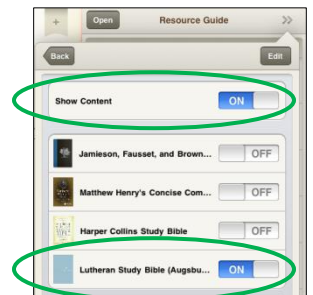 + Open Resource Guide >>
Back Edit
Show Content ON
Jamieson, Fausset, and Brown... OFF
Matthew Henry's Concise Com... OFF
Harper Collins Study Bible OFF
Lutheran Study Bible (Augsbu... ON